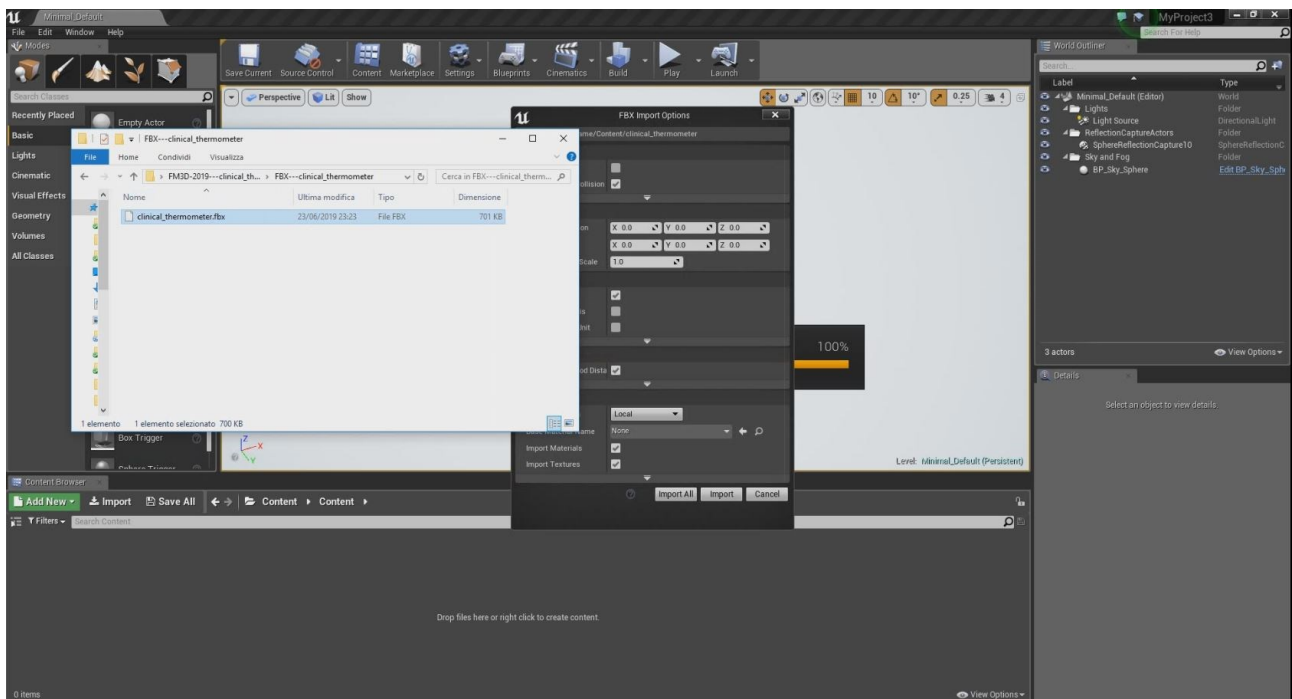 Minimal_Default
MyProject3
File Edit Window Help
Search For Help
Modes
Save Current Source Control Content Marketplace Settings Blueprints Cinematics Build Play Launch
Search Classes
Recently Placed
Basic
Lights
Cinematic
Visual Effects
Geometry
Volumes
All Classes
Empty Actor
Box Trigger
Perspective Lit Show
10 10° 0.25 4
FBX---clinical_thermometer
File Home Condividi Visualizza
FM3D-2019---clinical_th... > FBX---clinical_thermometer
Cerca in FBX---clinical_therm...
Nome Ultima modifica Tipo Dimensione
clinical_thermometer.fbx 23/06/2019 23:23 File FBX 701 KB
1 elemento 1 elemento selezionato 700 KB
Z
X
Y
FBX Import Options
/Content/clinical_thermometer
X 0.0 Y 0.0 Z 0.0
X 0.0 Y 0.0 Z 0.0
Scale 1.0
Local
Name None
Import Materials
Import Textures
Import All Import Cancel
100%
Level: Minimal_Default (Persistent)
World Outliner
Search...
Label Type
Minimal_Default (Editor) World
Lights Folder
Light Source DirectionalLight
ReflectionCaptureActors Folder
SphereReflectionCapture10 SphereReflectionC
Sky and Fog Folder
BP_Sky_Sphere Edit BP_Sky_Sph
3 actors View Options
Details
Select an object to view details.
Content Browser
Add New Import Save All Content Content
Filters Search Content
Drop files here or right click to create content.
0 items View Options